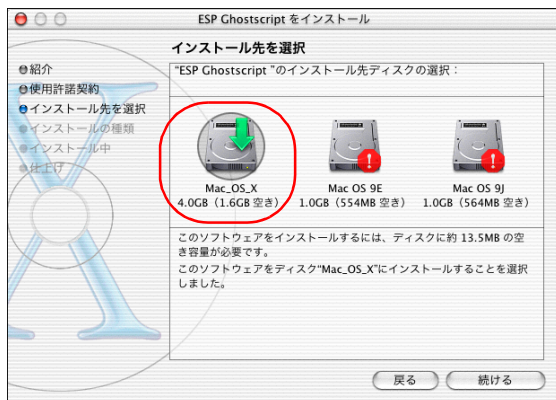 ESP Ghostscript をインストール
インストール先を選択
紹介
使用許諾契約
インストール先を選択
インストールの種類
インストール中
仕上げ
“ESP Ghostscript ”のインストール先ディスクの選択：
Mac_OS_X
4.0GB（1.6GB 空き）
Mac OS 9E
1.0GB（554MB 空き）
Mac OS 9J
1.0GB（564MB 空き）
このソフトウェアをインストールするには、ディスクに約 13.5MB の空
き容量が必要です。
このソフトウェアをディスク“Mac_OS_X”にインストールすることを選択
しました。
戻る
続ける